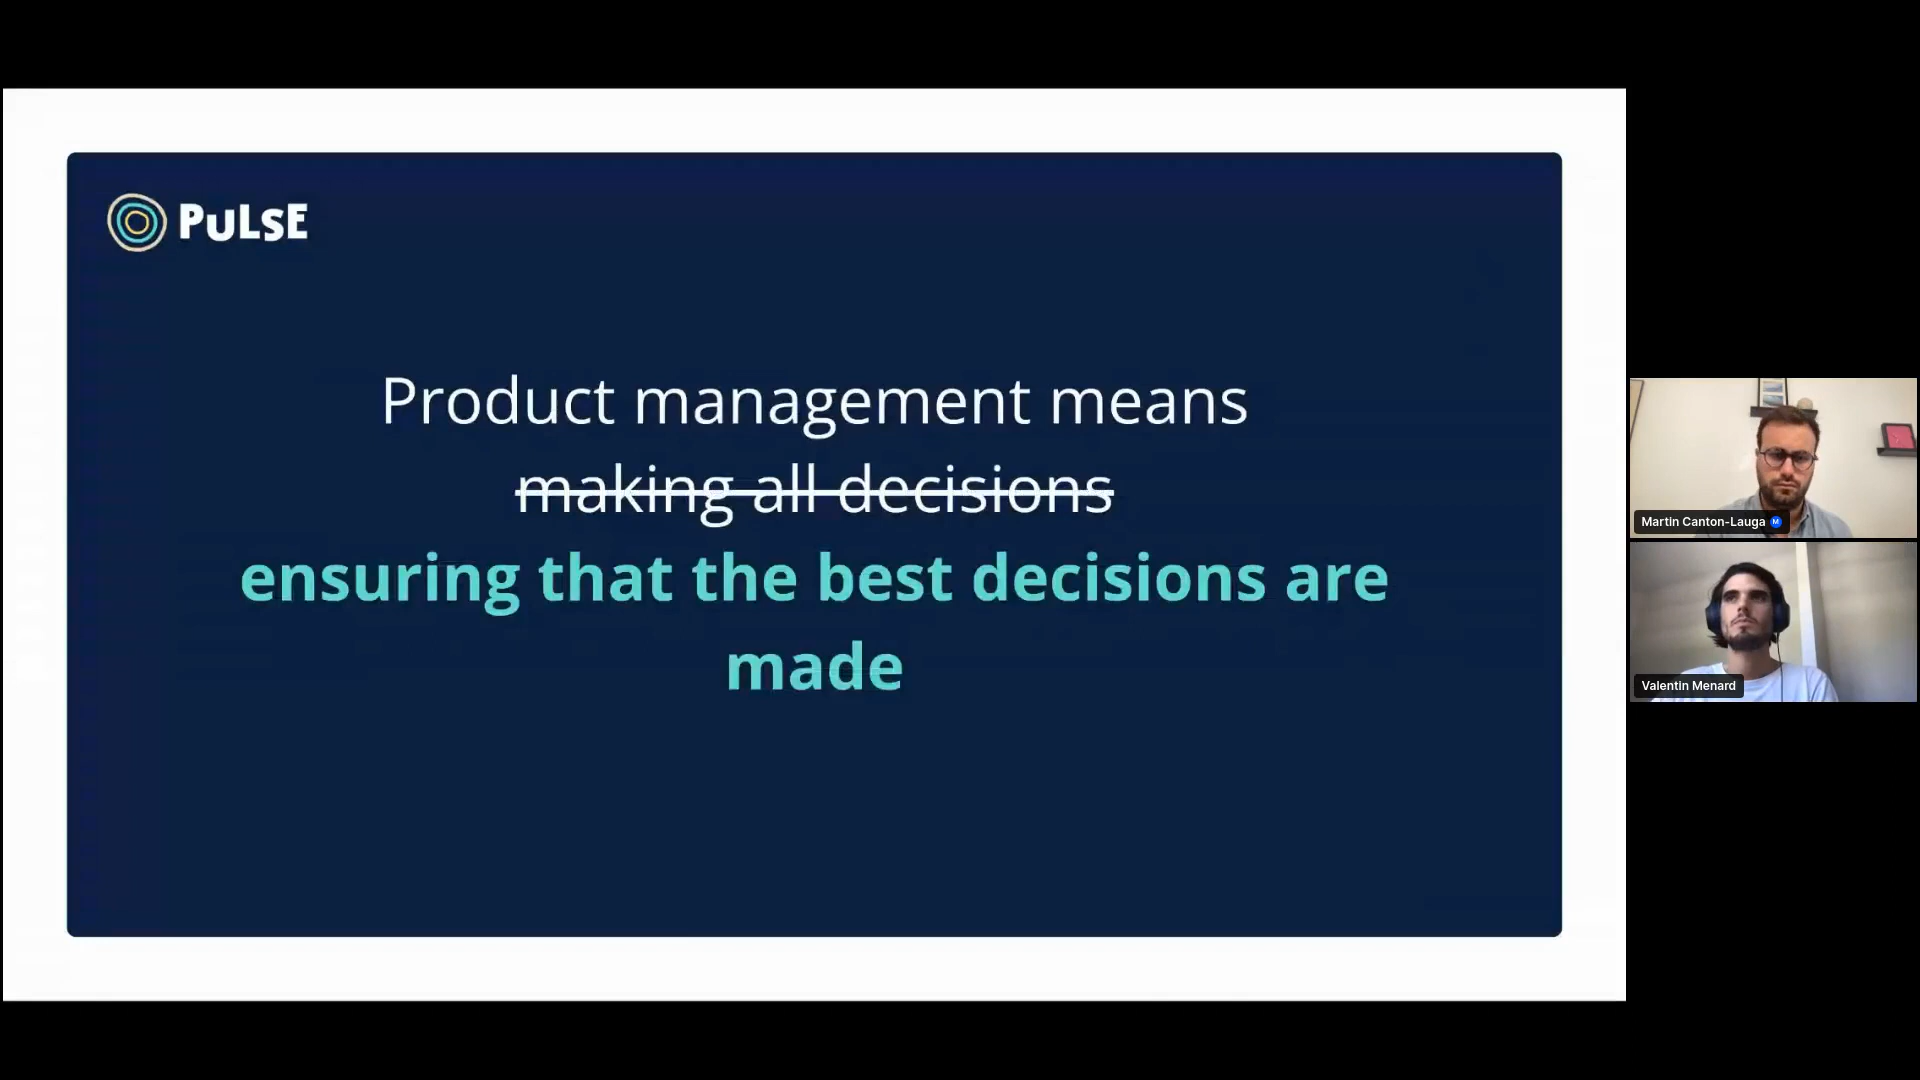 PULSE
Product management means
making all decisions
ensuring that the best decisions are
made
Martin Canton-Lauga M
Valentin Menard